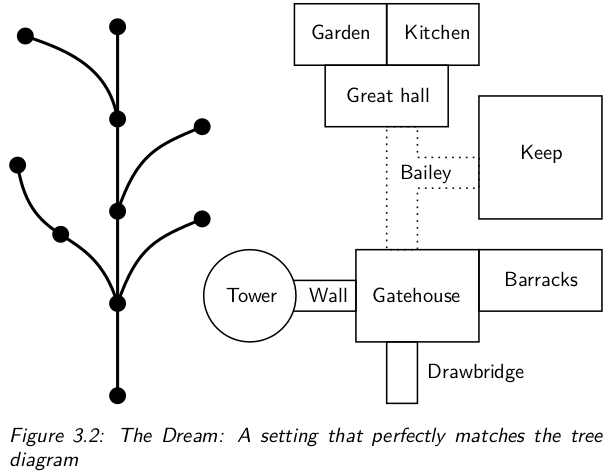 Garden
Kitchen
Great hall
Keep
Bailey
Tower
Wall
Gatehouse
Barracks
Drawbridge
Figure 3.2: The Dream: A setting that perfectly matches the tree
diagram